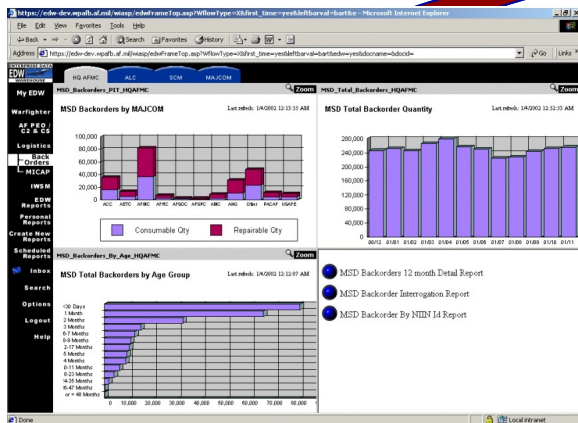 https://edw-dev.wpafb.af.mil/wiasp/edwFrameTop.asp?WflowType=X&first_time=yes&leftbarval=bart&e - Microsoft Internet Explorer
File Edit View Favorites Tools Help
Back Search Favorites History
Address https://edw-dev.wpafb.af.mil/wiasp/edwFrameTop.asp?WflowType=X&first_time=yes&leftbarval=bart&edw=yes&docname=&docid= Go Links
ENTERPRISE DATA
EDW
WAREHOUSE
HQ AFMC ALC SCM MAJCOM
My EDW
Warfighter
AF PEO /
C2 & CS
Logistics
Back
Orders
MICAP
IWSM
EDW
Reports
Personal
Reports
Create New
Reports
Scheduled
Reports
Inbox
Search
Options
Logout
Help
MSD_Backorders_PIT_HQAFMC Zoom
MSD Backorders by MAJCOM Last refresh: 1/4/2002 12:13:55 AM
100,000
80,000
60,000
40,000
20,000
0
ACC AETC AFMC AFRC AFSOC AFSPC AMC ANG Other PACAF USAFE
Consumable Qty Repairable Qty
MSD_Total_Backorders_HQAFMC Zoom
MSD Total Backorder Quantity Last refresh: 1/4/2002 12:52:53 AM
280,000
240,000
200,000
160,000
120,000
80,000
40,000
0
00/12 01/01 01/02 01/03 01/04 01/05 01/06 01/07 01/08 01/09 01/10 01/11
MSD_Backorders_By_Age_HQAFMC Zoom
MSD Total Backorders by Age Group Last refresh: 1/4/2002 12:12:07 AM
<30 Days
1 Month
2 Months
3 Months
6-7 Months
8-9 Months
2-17 Months
5 Months
4 Months
0-11 Months
8-23 Months
24-35 Months
36-47 Months
or = 48 Months
0 10,000 20,000 30,000 40,000 50,000 60,000 70,000 80,000
MSD Backorders 12 month Detail Report
MSD Backorder Interrogation Report
MSD Backorder By NIIN Id Report
Done Local intranet